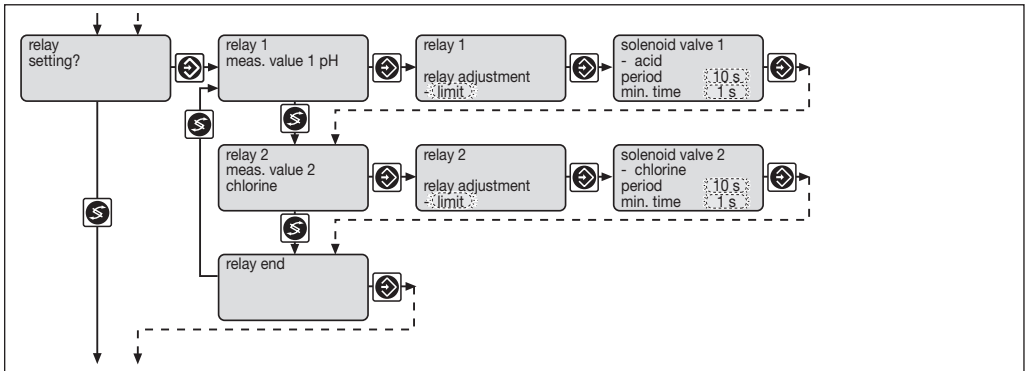 relay
setting?
relay 1
meas. value 1 pH
relay 1
relay adjustment
- limit
solenoid valve 1
- acid
period 10 s
min. time 1 s
relay 2
meas. value 2
chlorine
relay 2
relay adjustment
- limit
solenoid valve 2
- chlorine
period 10 s
min. time 1 s
relay end